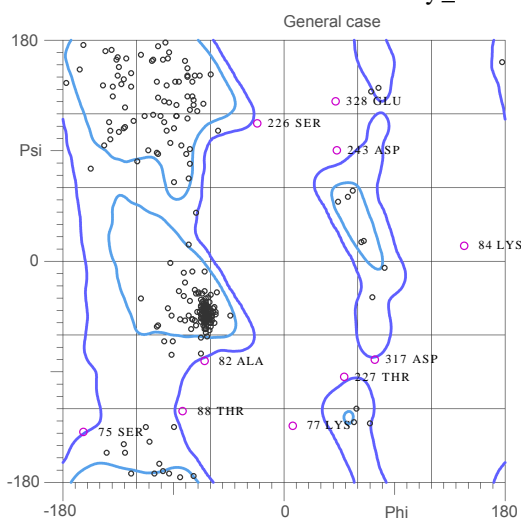 y_
General case
180
328 GLU
226 SER
Psi
243 ASP
84 LYS
0
82 ALA
317 ASP
227 THR
88 THR
77 LYS
75 SER
-180
-180
0
Phi
180